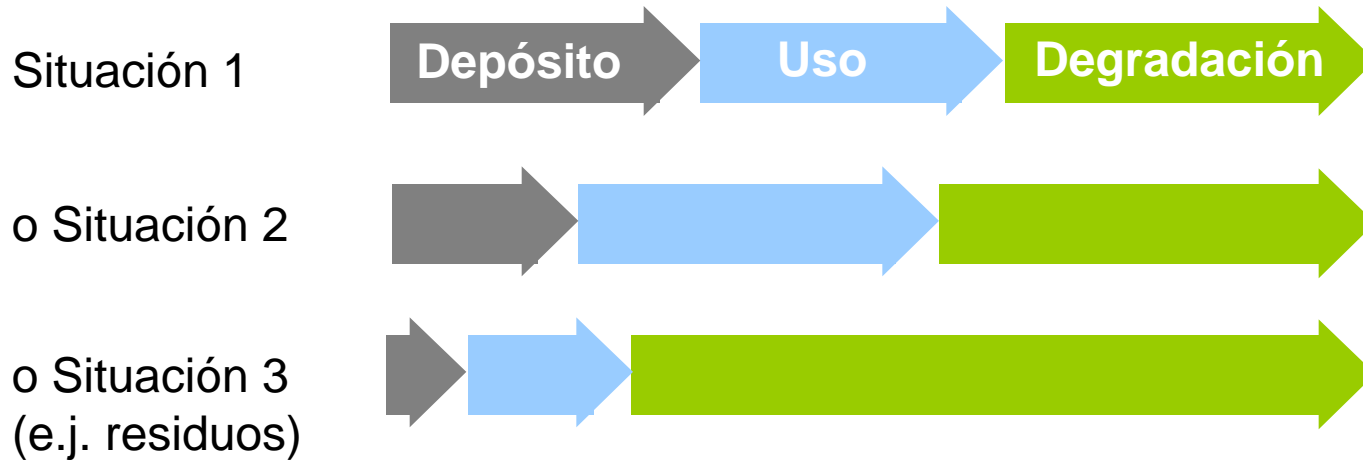 Situación 1
Depósito
Uso
Degradación
o Situación 2
o Situación 3
(e.j. residuos)